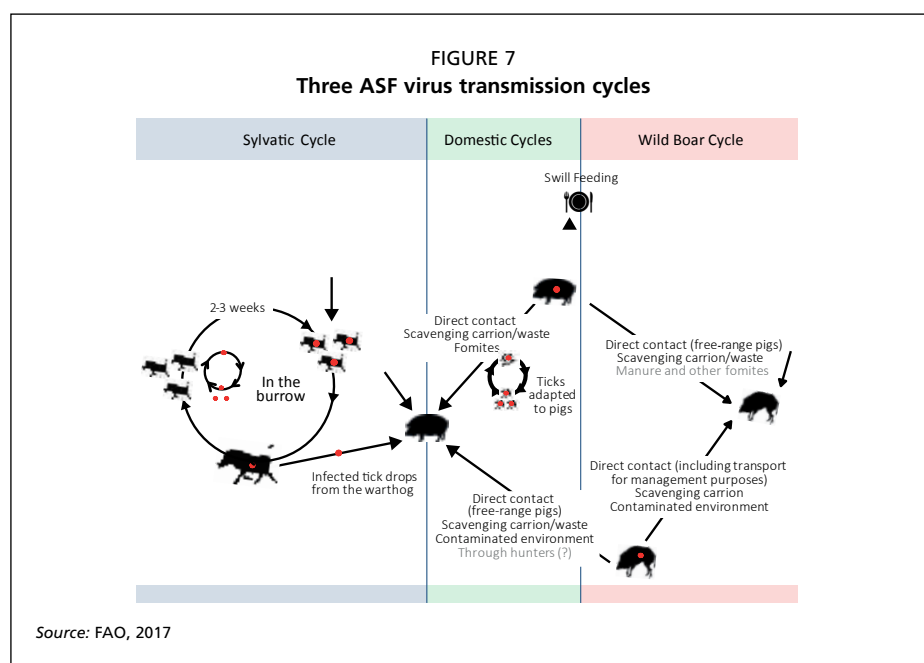 FIGURE 7
Three ASF virus transmission cycles
Sylvatic Cycle
Domestic Cycles
Wild Boar Cycle
Swill Feeding
2-3 weeks
In the
burrow
Direct contact
Scavenging carrion/waste
Fomites
Ticks
adapted
to pigs
Direct contact (free-range pigs)
Scavenging carrion/waste
Manure and other fomites
Infected tick drops
from the warthog
Direct contact
(free-range pigs)
Scavenging carrion/waste
Contaminated environment
Through hunters (?)
Direct contact (including transport
for management purposes)
Scavenging carrion
Contaminated environment
Source: FAO, 2017